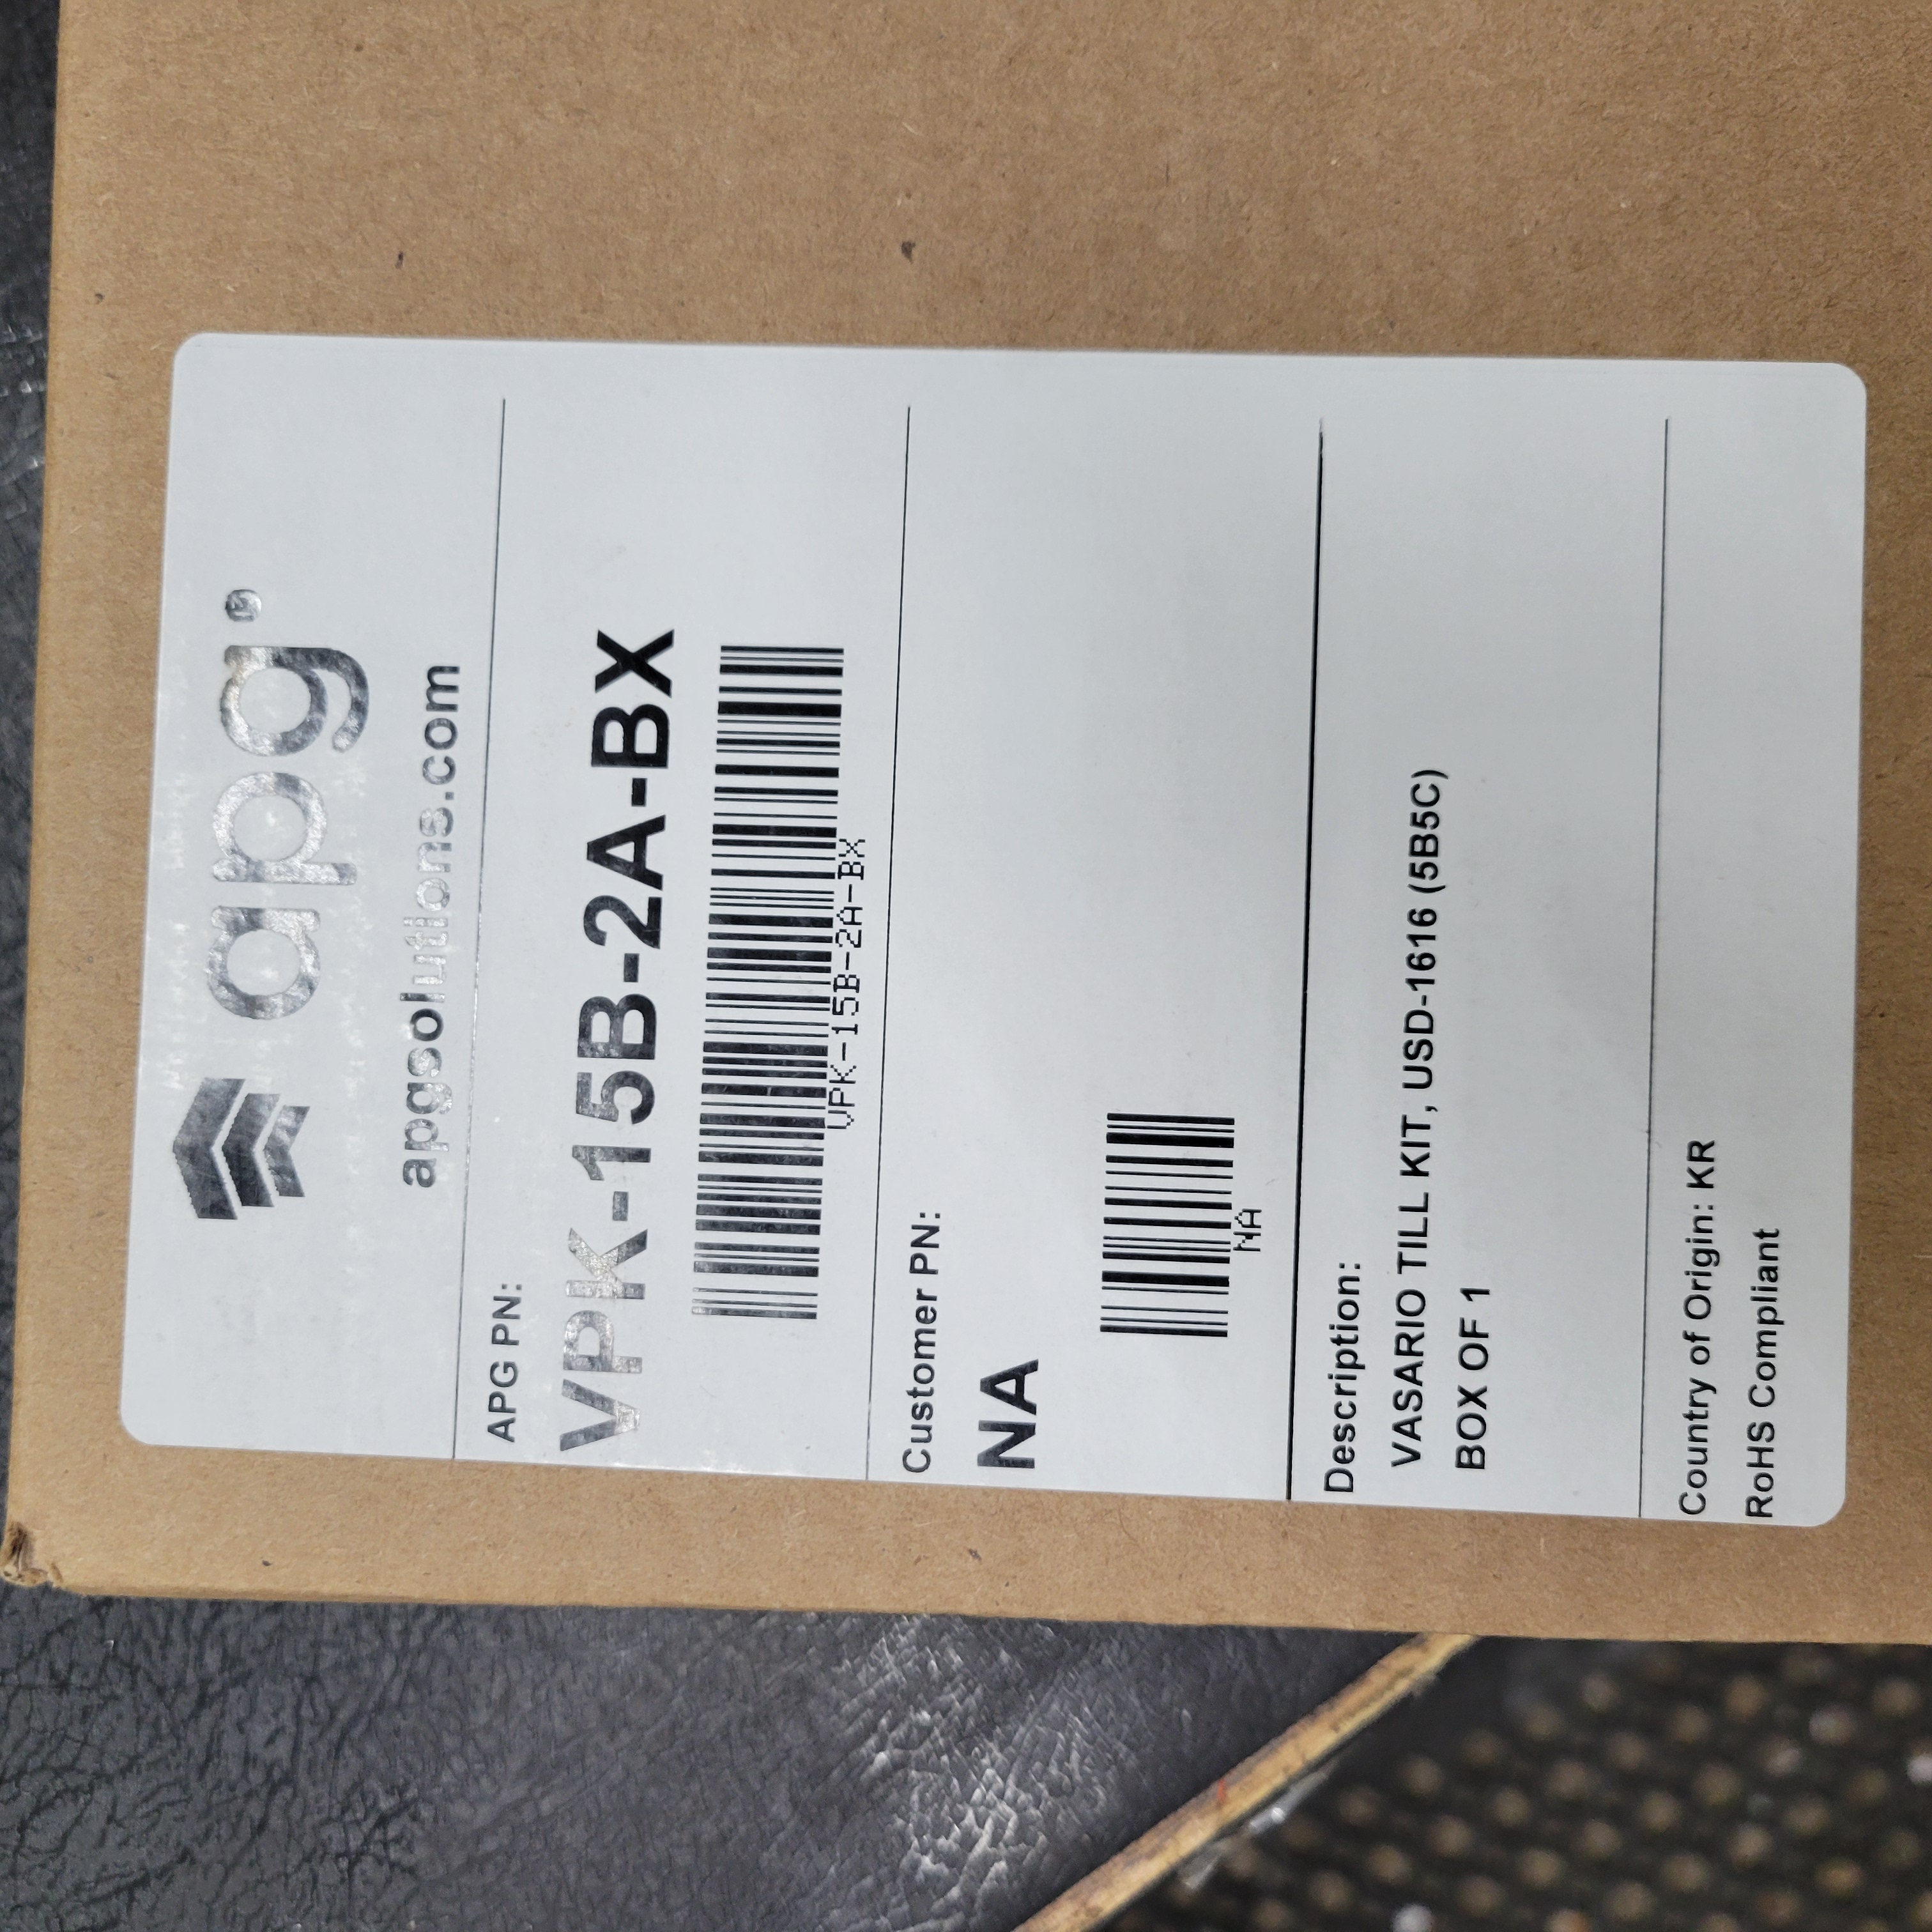 apg®
apgsolutions.com
APG PN:
VPK-15B-2A-BX
VPK-15B-2A-BX
Customer PN:
NA
NA
Description:
VASARIO TILL KIT, USD-1616 (5B5C)
BOX OF 1
Country of Origin: KR
RoHS Compliant